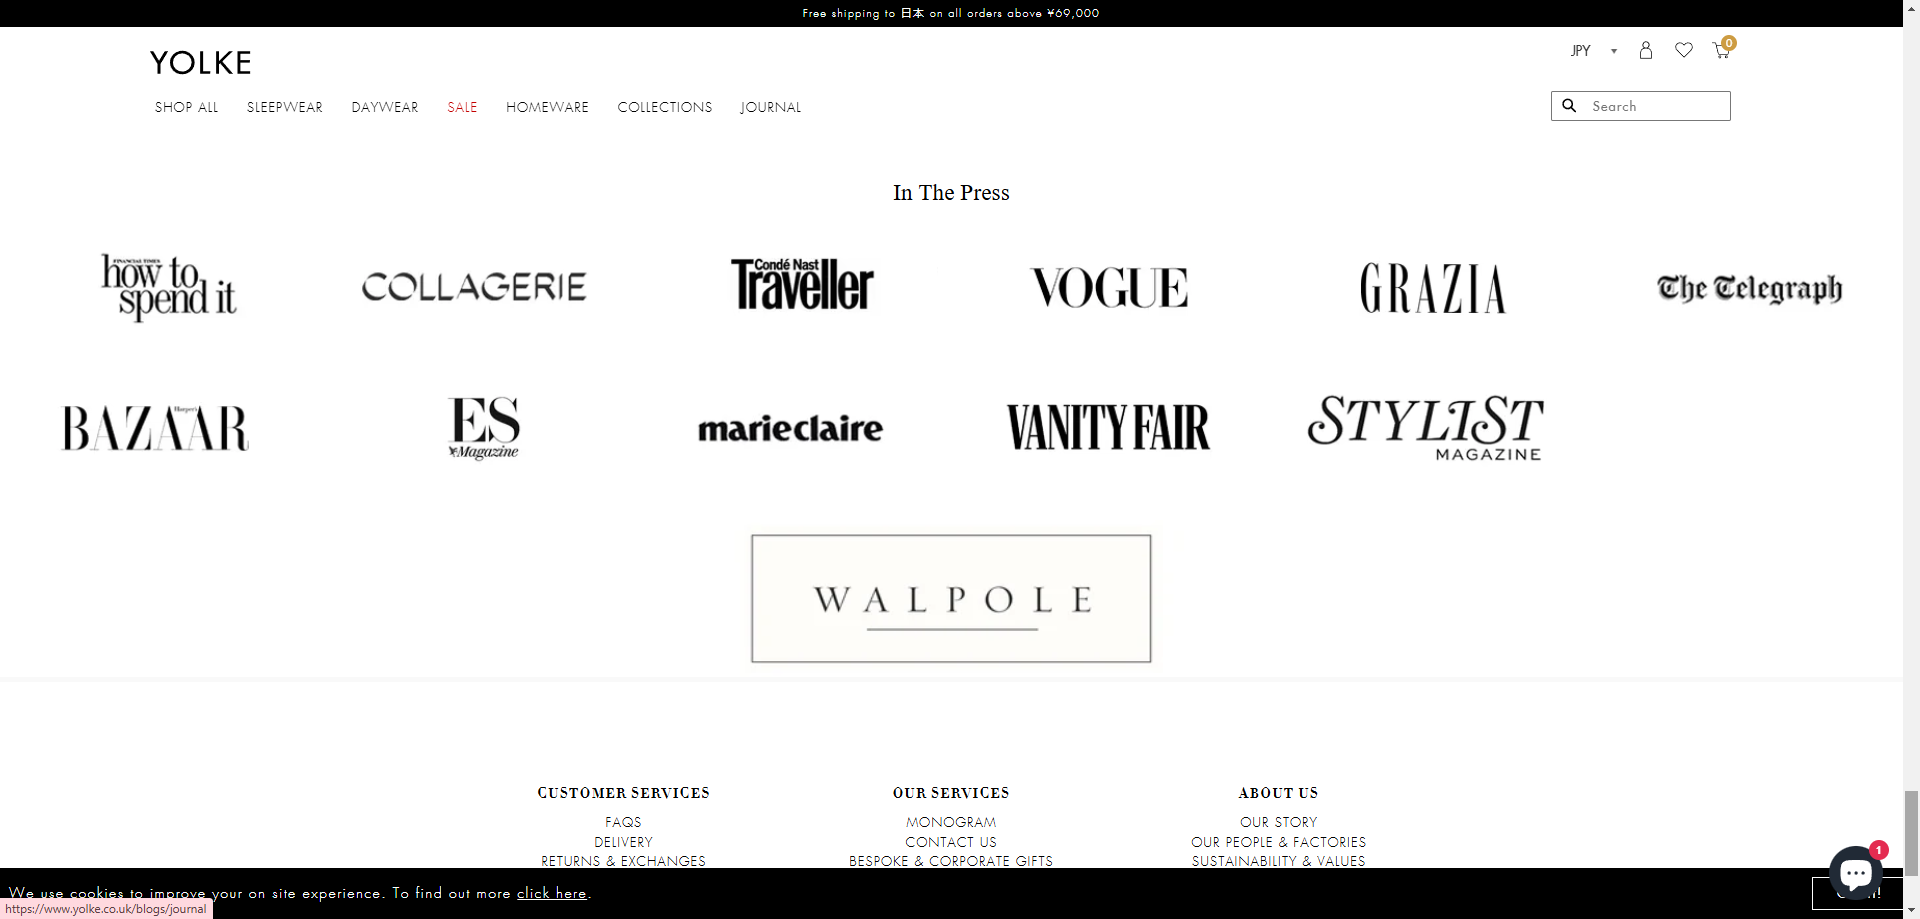 Free shipping to 日本 on all orders above ¥69,000
YOLKE
JPY
0
SHOP ALL SLEEPWEAR DAYWEAR SALE HOMEWARE COLLECTIONS JOURNAL
Search
In The Press
FINANCIAL TIMES
how to
spend it
COLLAGERIE
Condé Nast
Traveller
VOGUE
GRAZIA
The Telegraph
Harper's
BAZAAR
ES
Magazine
marie claire
VANITY FAIR
STYLIST
MAGAZINE
WALPOLE
CUSTOMER SERVICES
FAQS
DELIVERY
RETURNS & EXCHANGES
OUR SERVICES
MONOGRAM
CONTACT US
BESPOKE & CORPORATE GIFTS
ABOUT US
OUR STORY
OUR PEOPLE & FACTORIES
SUSTAINABILITY & VALUES
1
We use cookies to improve your on site experience. To find out more click here.
https://www.yolke.co.uk/blogs/journal